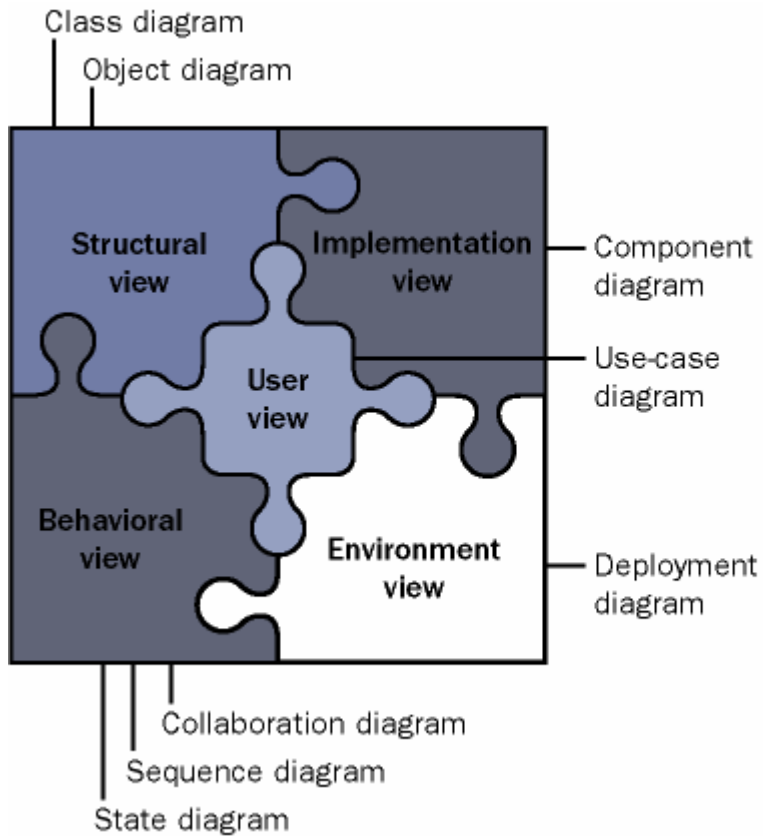 Class diagram
Object diagram
Structural
view
Implementation
view
Component
diagram
User
view
Use-case
diagram
Behavioral
view
Environment
view
Deployment
diagram
Collaboration diagram
Sequence diagram
State diagram